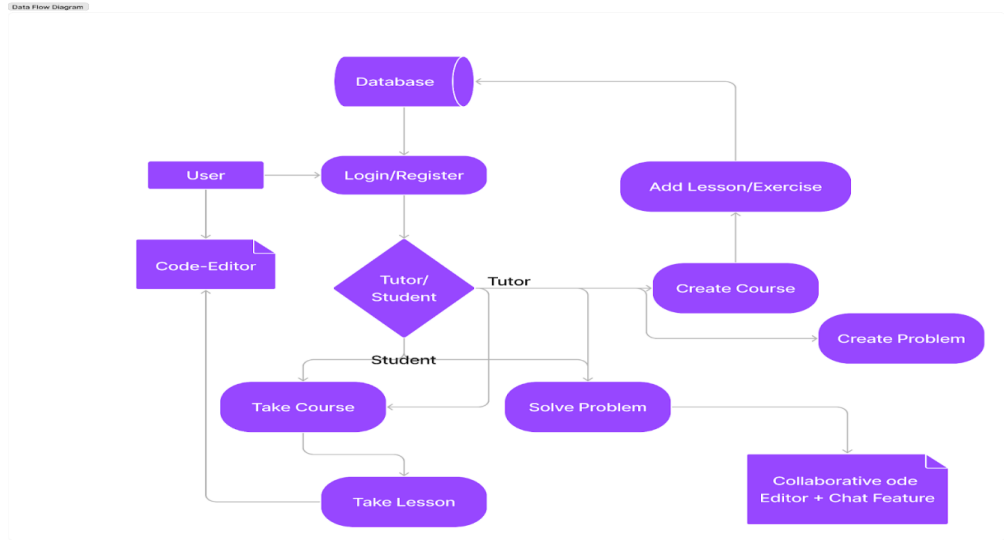 Data Flow Diagram
Database
User
Login/Register
Add Lesson/Exercise
Code-Editor
Tutor/
Student
Tutor
Create Course
Create Problem
Student
Take Course
Solve Problem
Take Lesson
Collaborative ode
Editor + Chat Feature